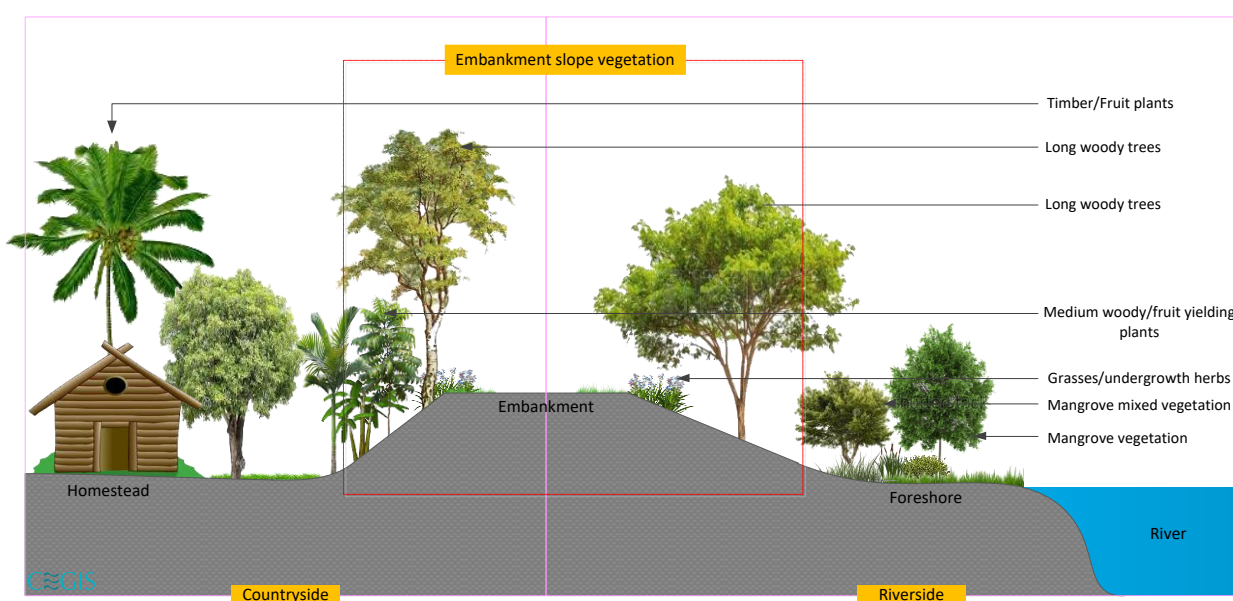 Embankment slope vegetation
Timber/Fruit plants
Long woody trees
Long woody trees
Medium woody/fruit yielding
plants
Grasses/undergrowth herbs
Mangrove mixed vegetation
Mangrove vegetation
Embankment
Homestead
Foreshore
River
CEGIS
Countryside
Riverside